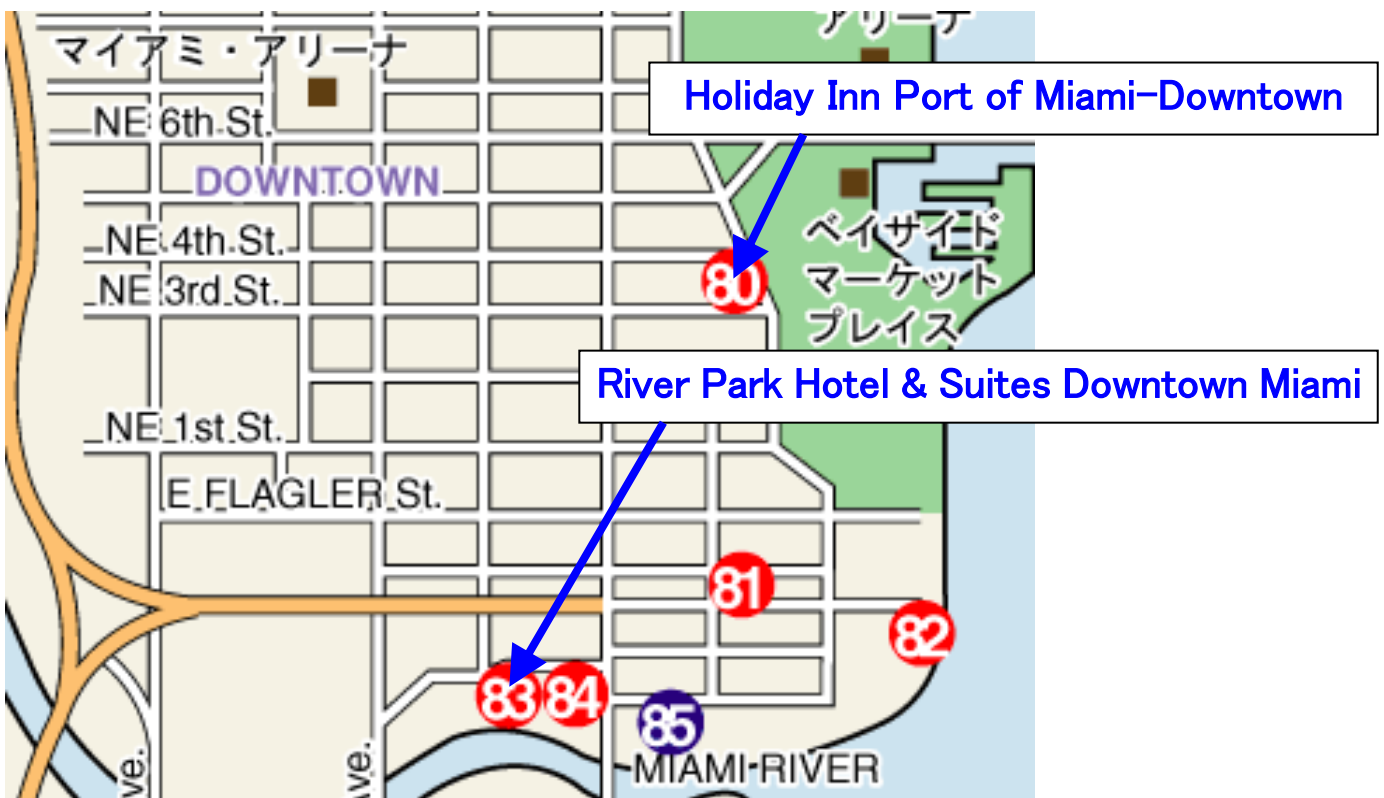 アリーナ
マイアミ・アリーナ
Holiday Inn Port of Miami-Downtown
NE 6th St.
DOWNTOWN
NE 4th St.
ベイサイド
マーケット
プレイス
80
NE 3rd St.
River Park Hotel & Suites Downtown Miami
NE 1st St.
E FLAGLER St.
81
82
83
84
85
MIAMI RIVER
ve.
Ave.